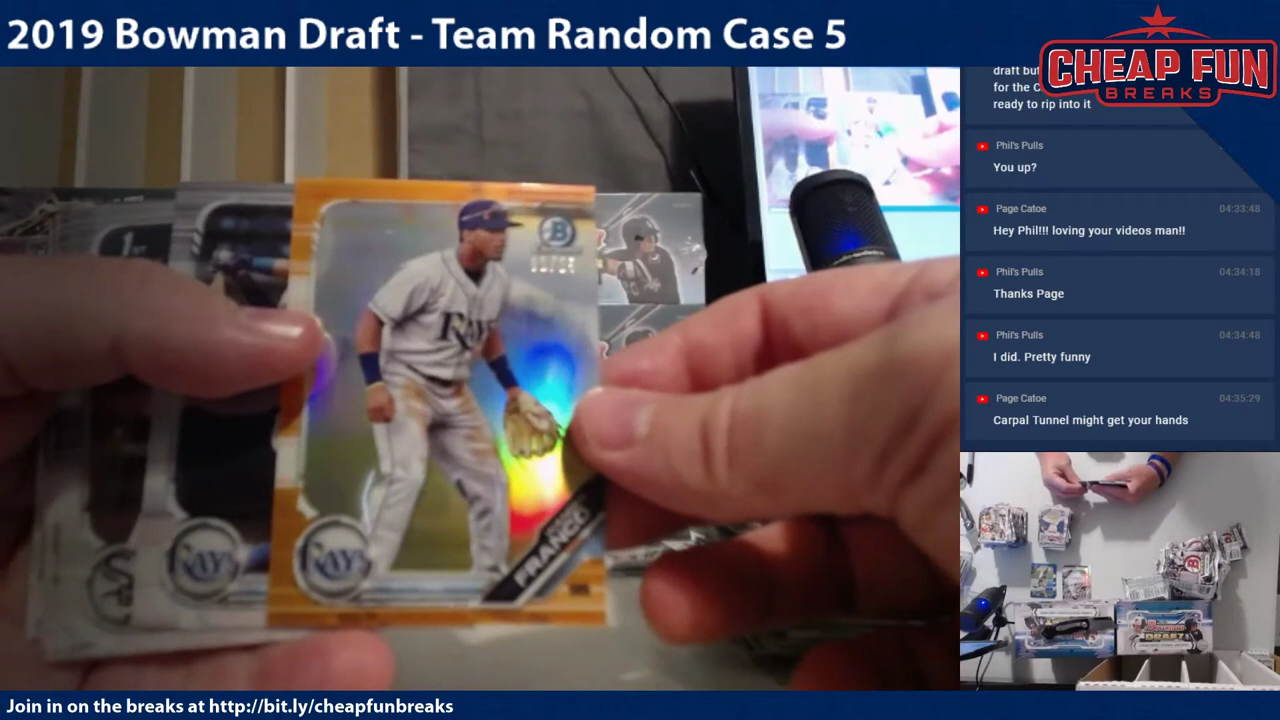 2019 Bowman Draft - Team Random Case 5
CHEAP FUN
BREAKS
for the C
ready to rip into it
Phil's Pulls
You up?
Page Catoe 04:33:48
Hey Phil!!! loving your videos man!!
Phil's Pulls 04:34:18
Thanks Page
Phil's Pulls 04:34:48
I did. Pretty funny
Page Catoe 04:35:29
Carpal Tunnel might get your hands
FRANCO
RAYS
RAYS
DRAFT
Join in on the breaks at http://bit.ly/cheapfunbreaks